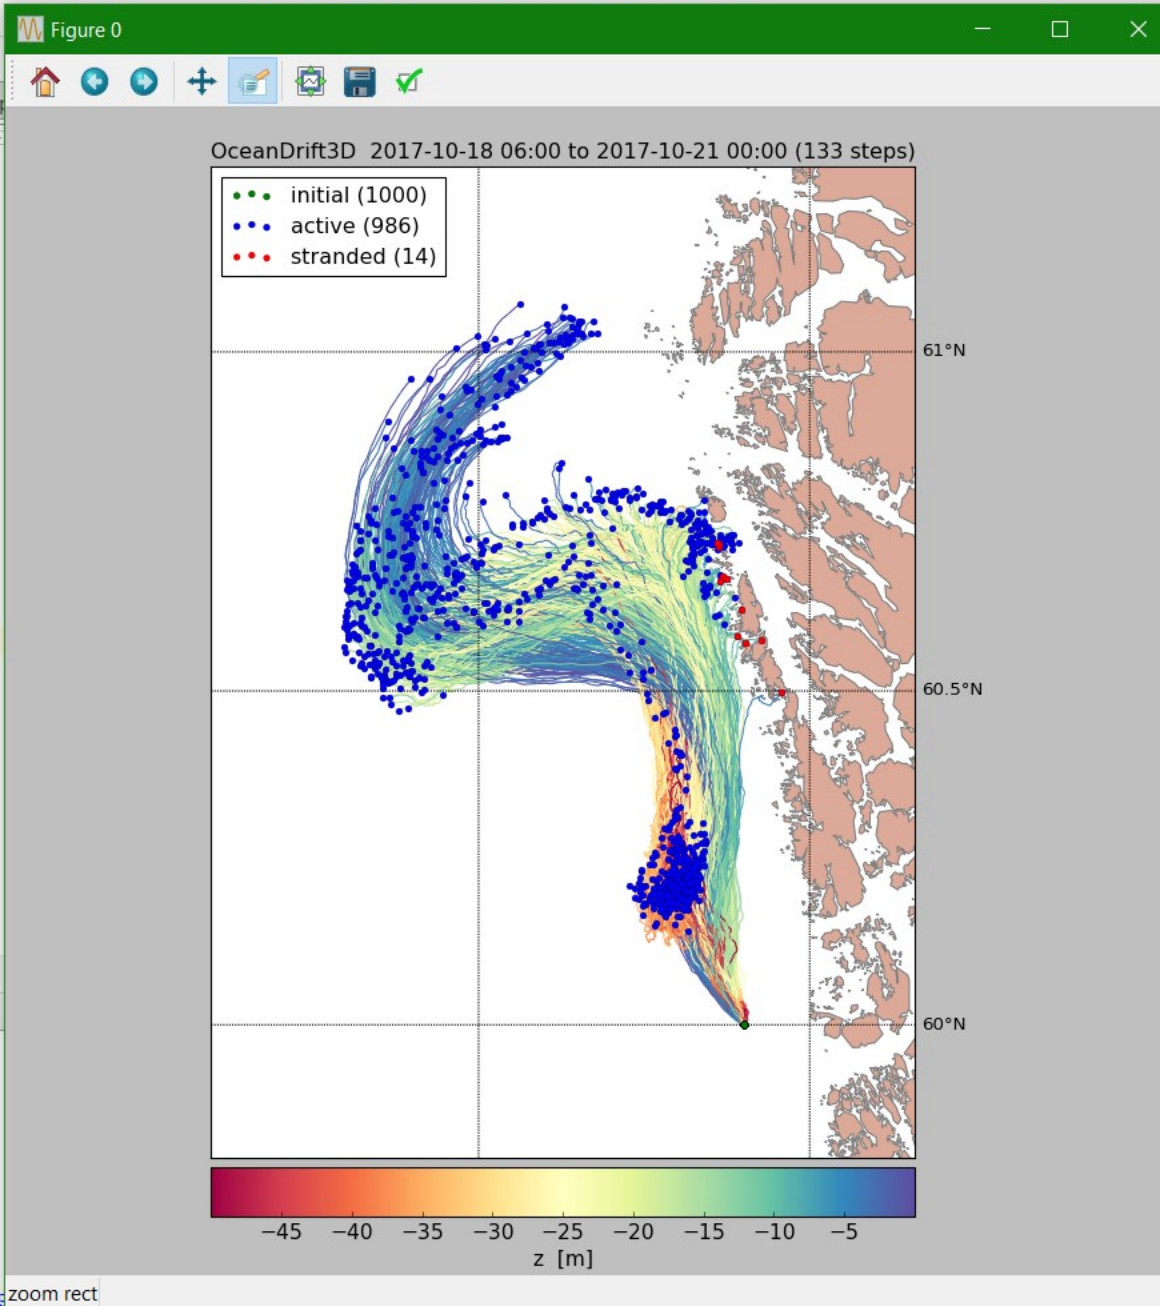 Figure 0
OceanDrift3D 2017-10-18 06:00 to 2017-10-21 00:00 (133 steps)
initial (1000)
active (986)
stranded (14)
61°N
60.5°N
60°N
−45 −40 −35 −30 −25 −20 −15 −10 −5
z [m]
zoom rect